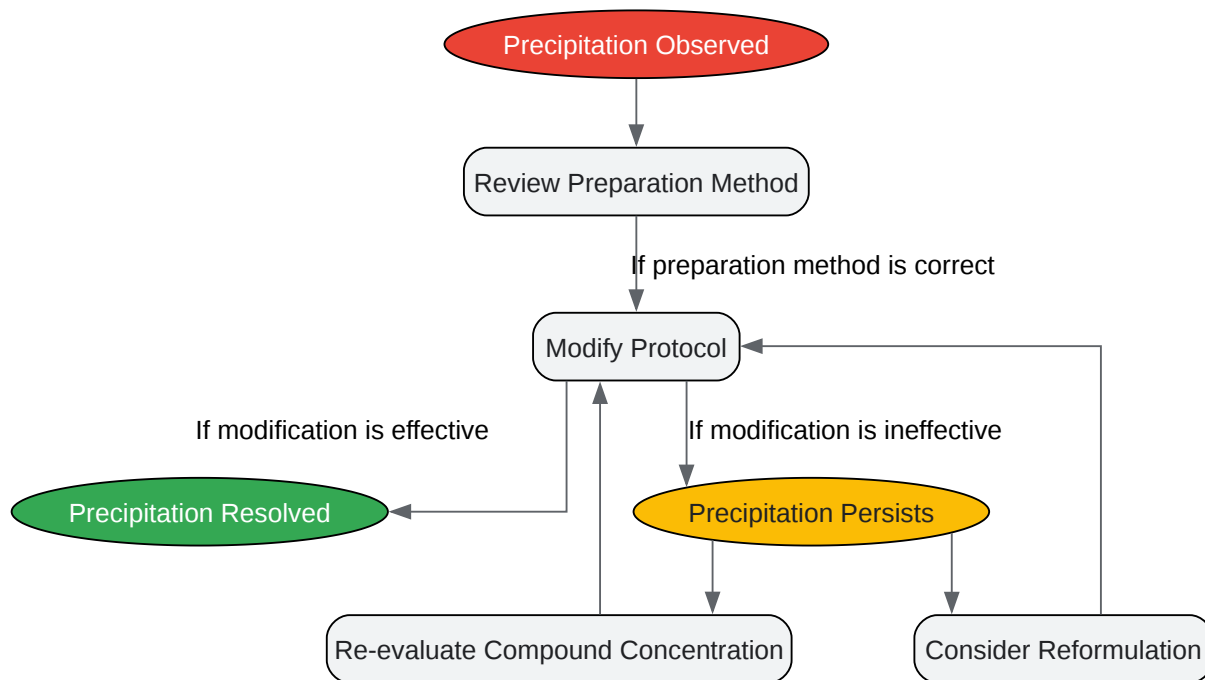 Precipitation Observed
Review Preparation Method
If preparation method is correct
Modify Protocol
If modification is effective
If modification is ineffective
Precipitation Resolved
Precipitation Persists
Re-evaluate Compound Concentration
Consider Reformulation